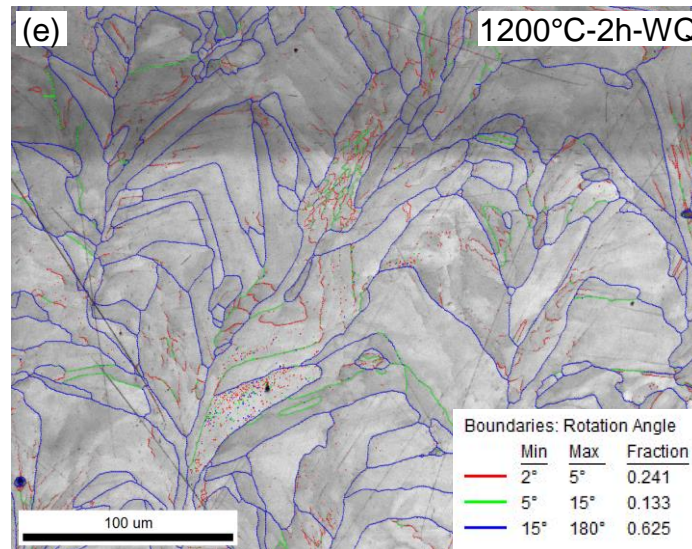 (e)
1200°C-2h-WQ
Boundaries: Rotation Angle
Min Max Fraction
2° 5° 0.241
5° 15° 0.133
15° 180° 0.625
100 um